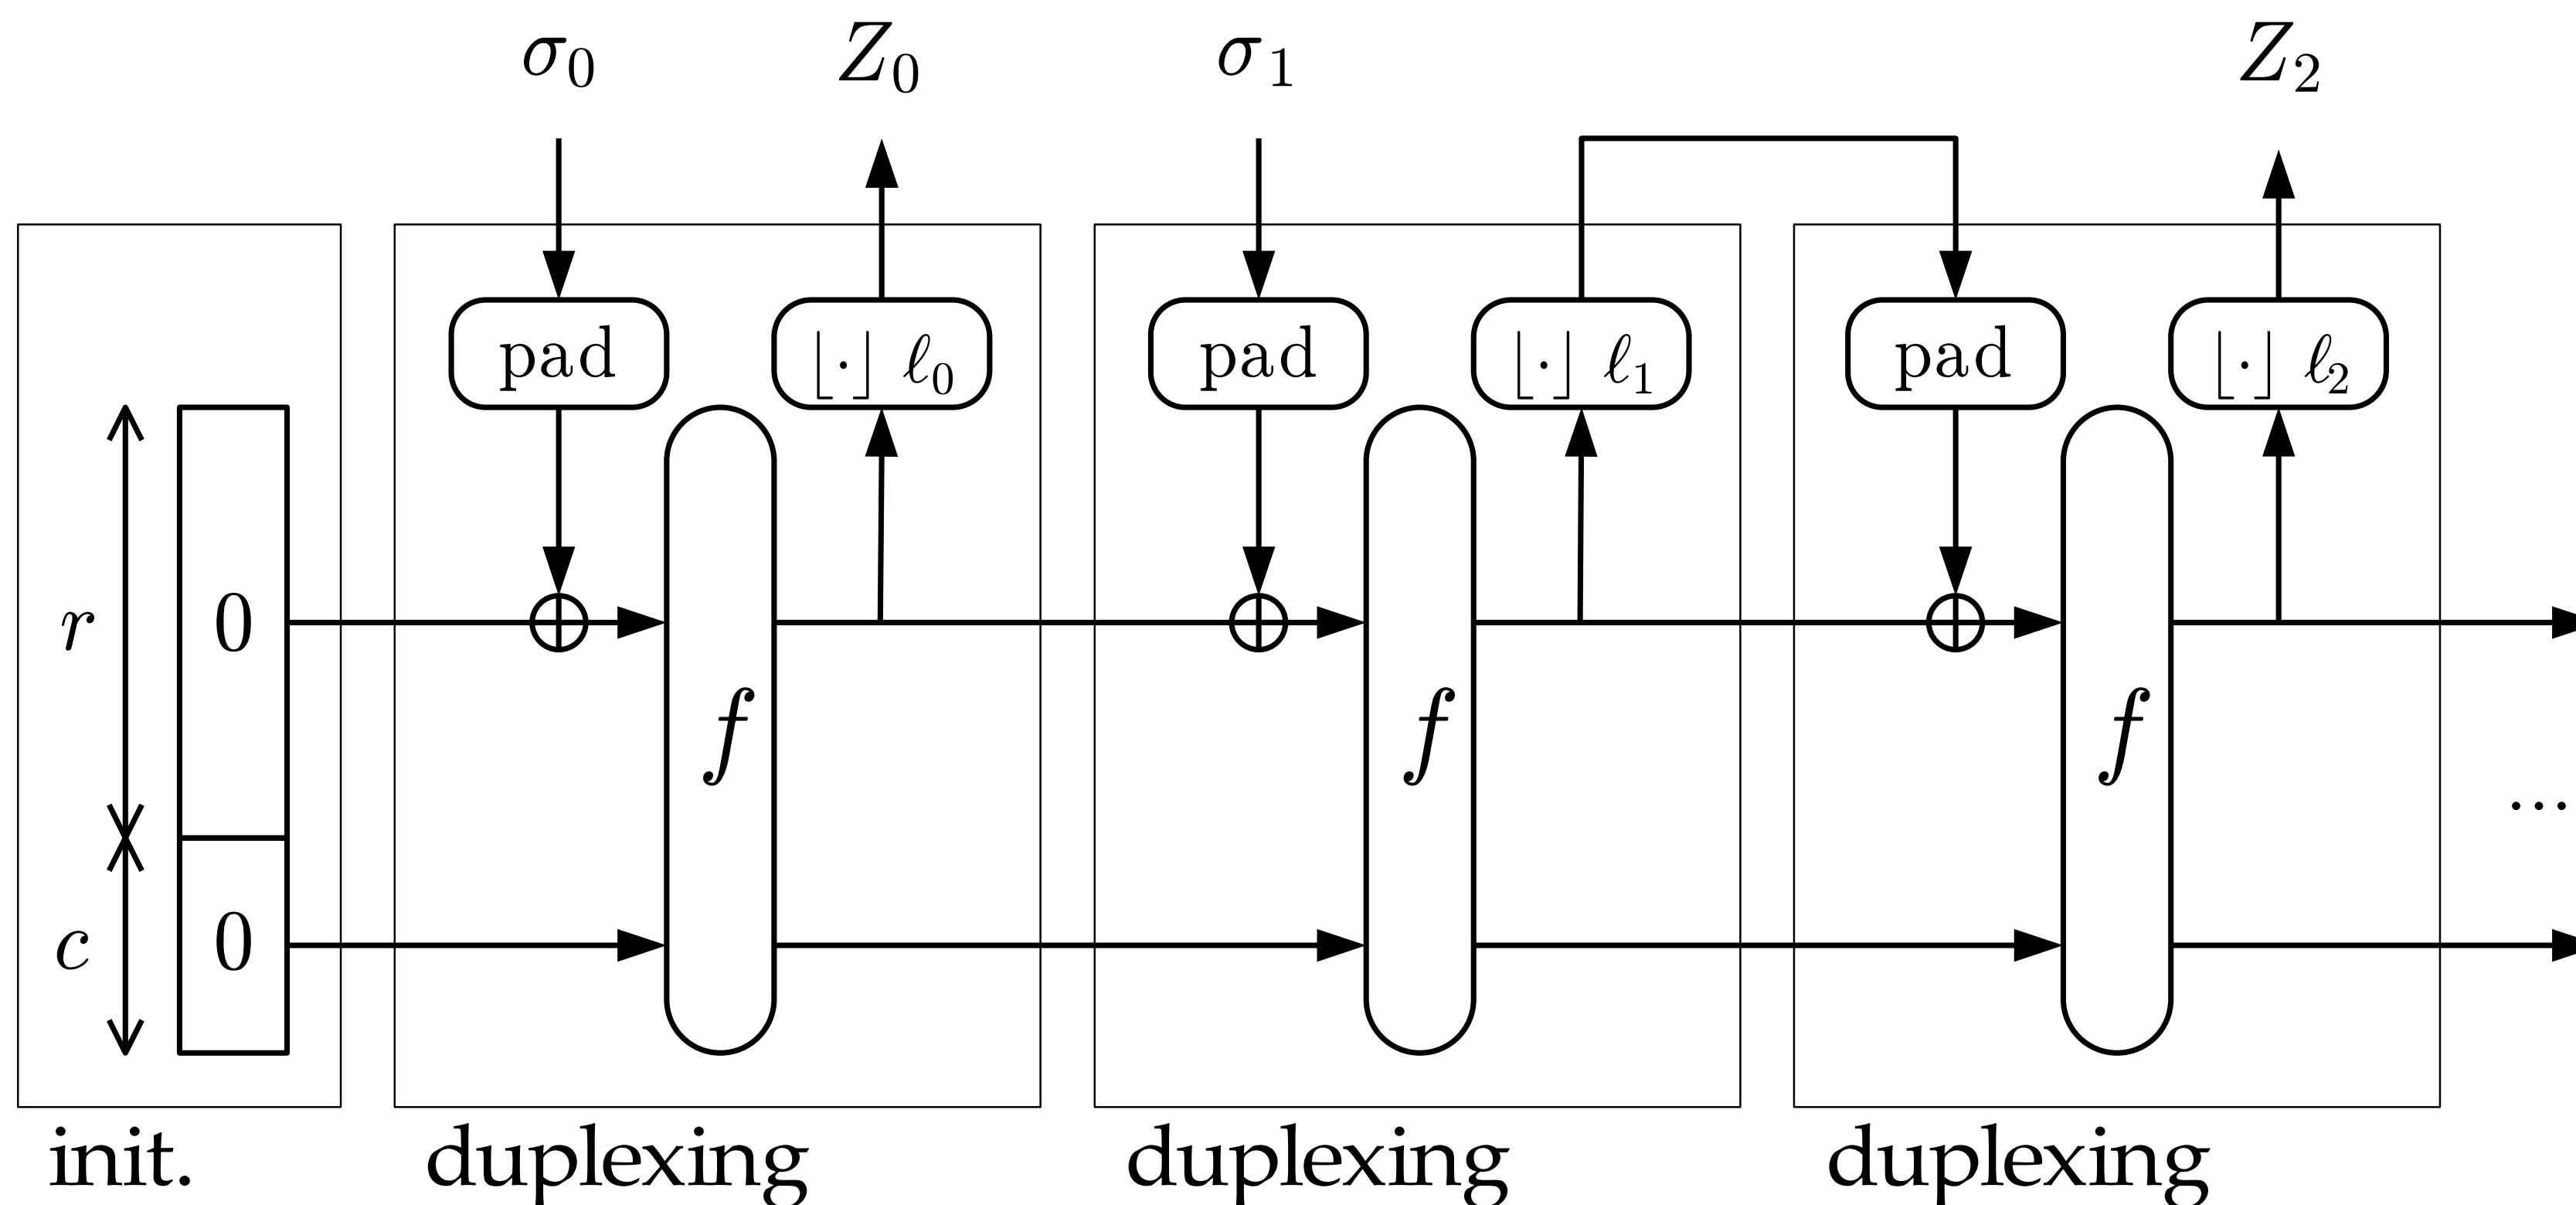 σ₀ Z₀ σ₁ Z₂
pad ⌊·⌋ ℓ₀ pad ⌊·⌋ ℓ₁ pad ⌊·⌋ ℓ₂
r 0
f f f
...
c 0
init. duplexing duplexing duplexing